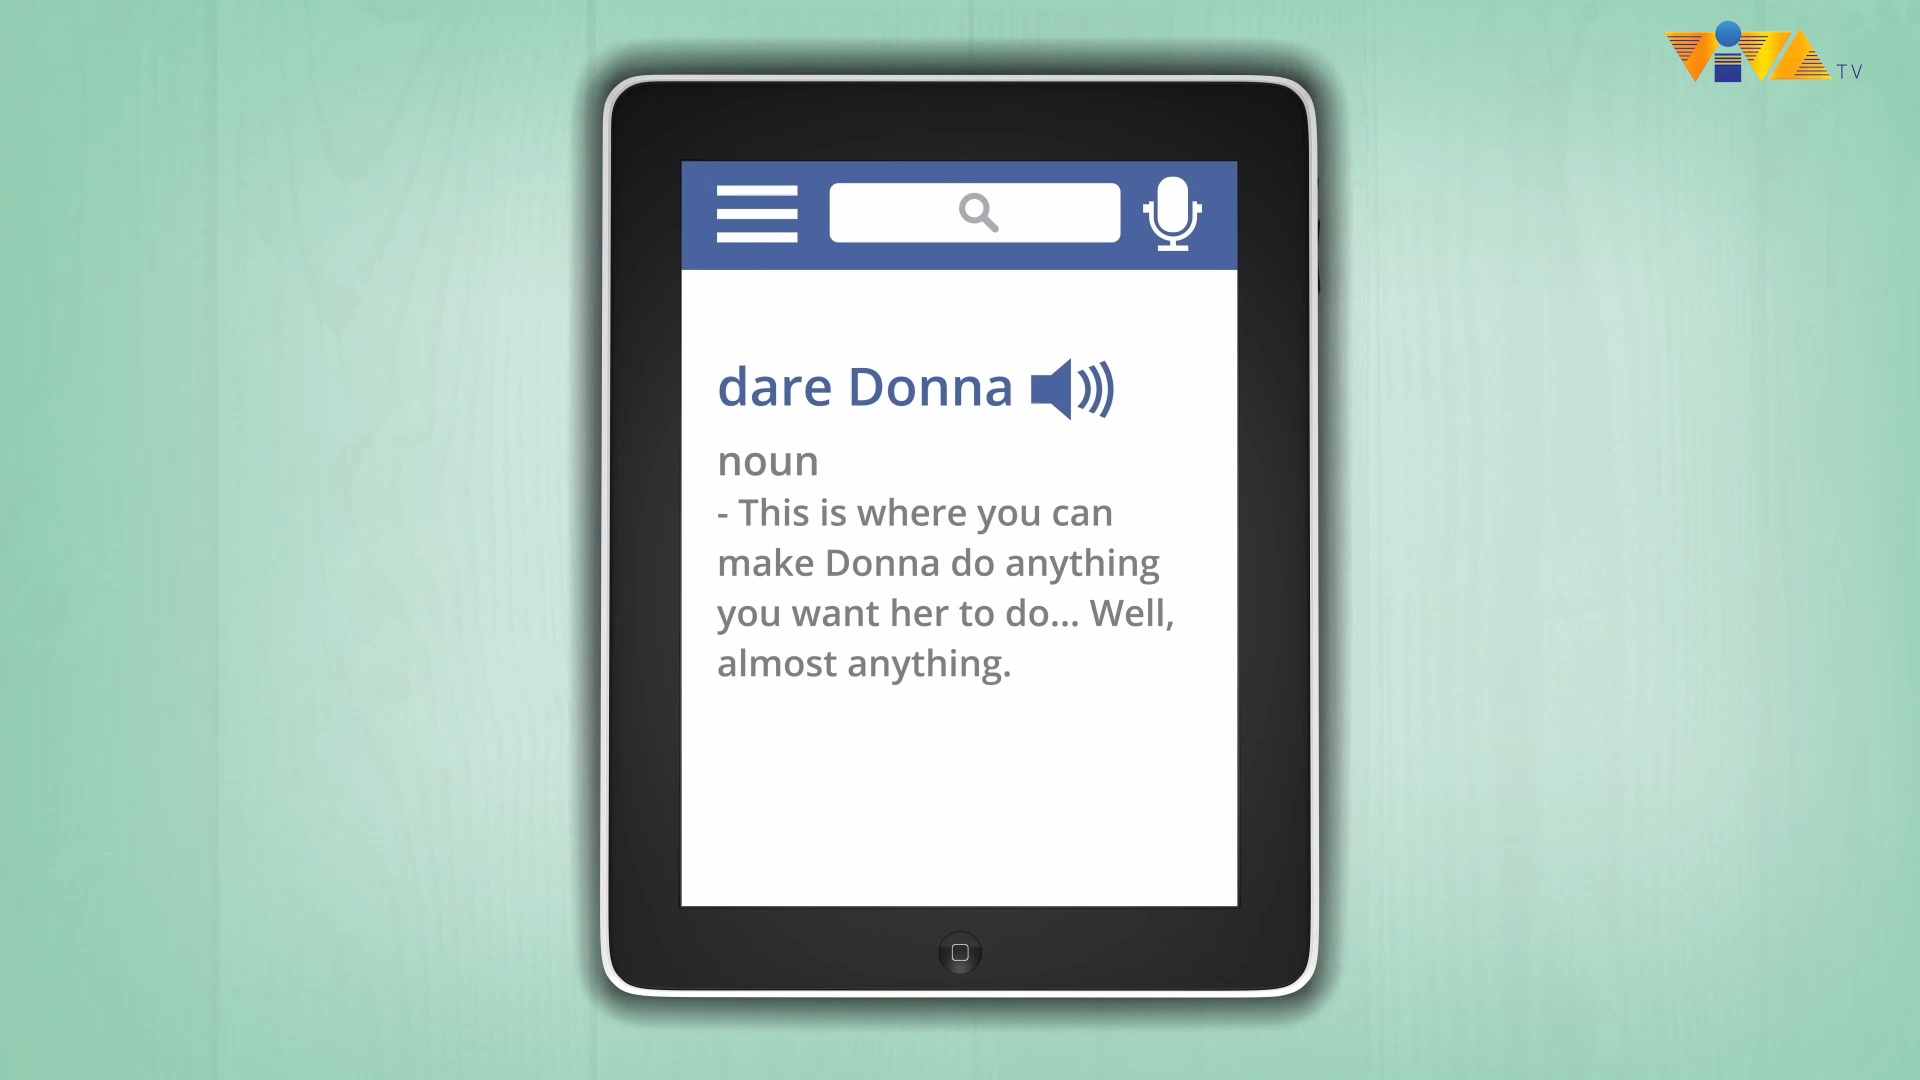 VIVA TV
dare Donna
noun
- This is where you can
make Donna do anything
you want her to do... Well,
almost anything.